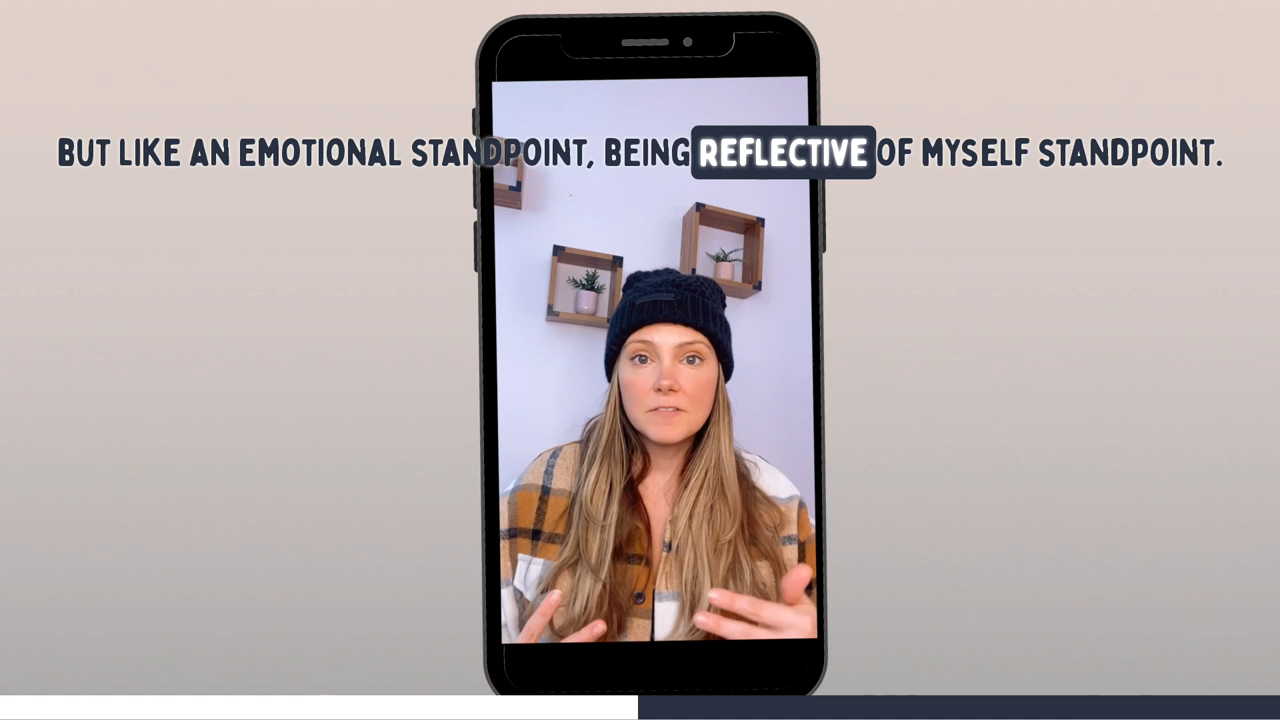 BUT LIKE AN EMOTIONAL STANDPOINT, BEING REFLECTIVE OF MYSELF STANDPOINT.